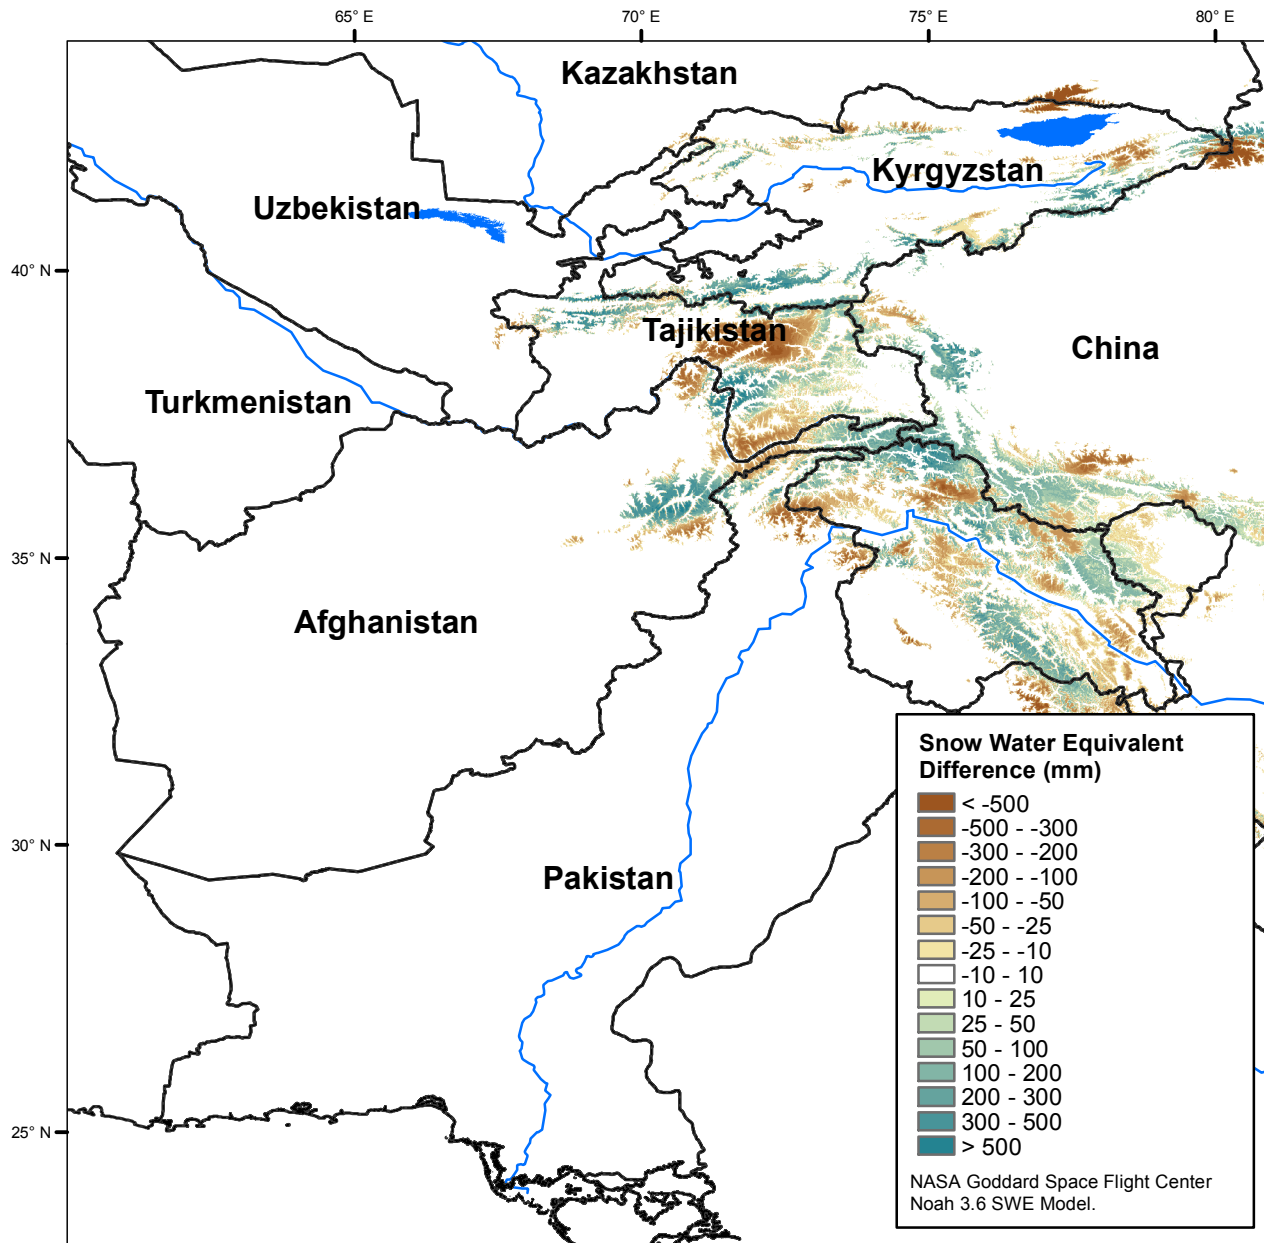 65° E
70° E
75° E
80° E
Kazakhstan
Kyrgyzstan
Uzbekistan
40° N
Tajikistan
China
Turkmenistan
35° N
Afghanistan
30° N
Pakistan
25° N
Snow Water Equivalent
Difference (mm)
< -500
-500 - -300
-300 - -200
-200 - -100
-100 - -50
-50 - -25
-25 - -10
-10 - 10
10 - 25
25 - 50
50 - 100
100 - 200
200 - 300
300 - 500
> 500
NASA Goddard Space Flight Center
Noah 3.6 SWE Model.